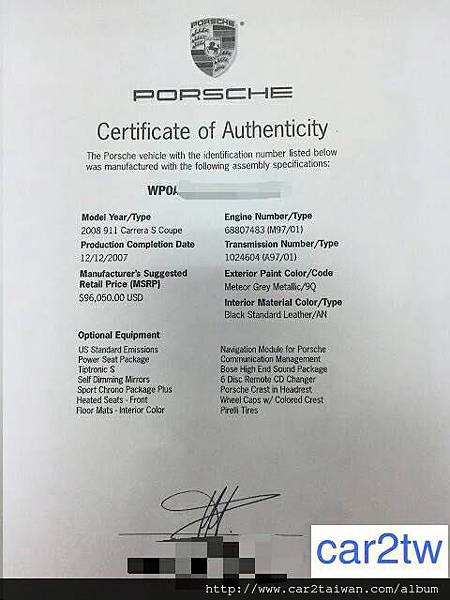 PORSCHE
PORSCHE
Certificate of Authenticity
The Porsche vehicle with the identification number listed below
was manufactured with the following assembly specifications:
WP0A
Model Year/Type
2008 911 Carrera S Coupe
Production Completion Date
12/12/2007
Manufacturer's Suggested
Retail Price (MSRP)
$96,050.00 USD
Engine Number/Type
68807483 (M97/01)
Transmission Number/Type
1024604 (A97/01)
Exterior Paint Color/Code
Meteor Grey Metallic/9Q
Interior Material Color/Type
Black Standard Leather/AN
Optional Equipment
US Standard Emissions
Power Seat Package
Tiptronic S
Self Dimming Mirrors
Sport Chrono Package Plus
Heated Seats - Front
Floor Mats - Interior Color
Navigation Module for Porsche
Communication Management
Bose High End Sound Package
6 Disc Remote CD Changer
Porsche Crest in Headrest
Wheel Caps w/ Colored Crest
Pirelli Tires
car2tw
http://www.car2taiwan.com/album